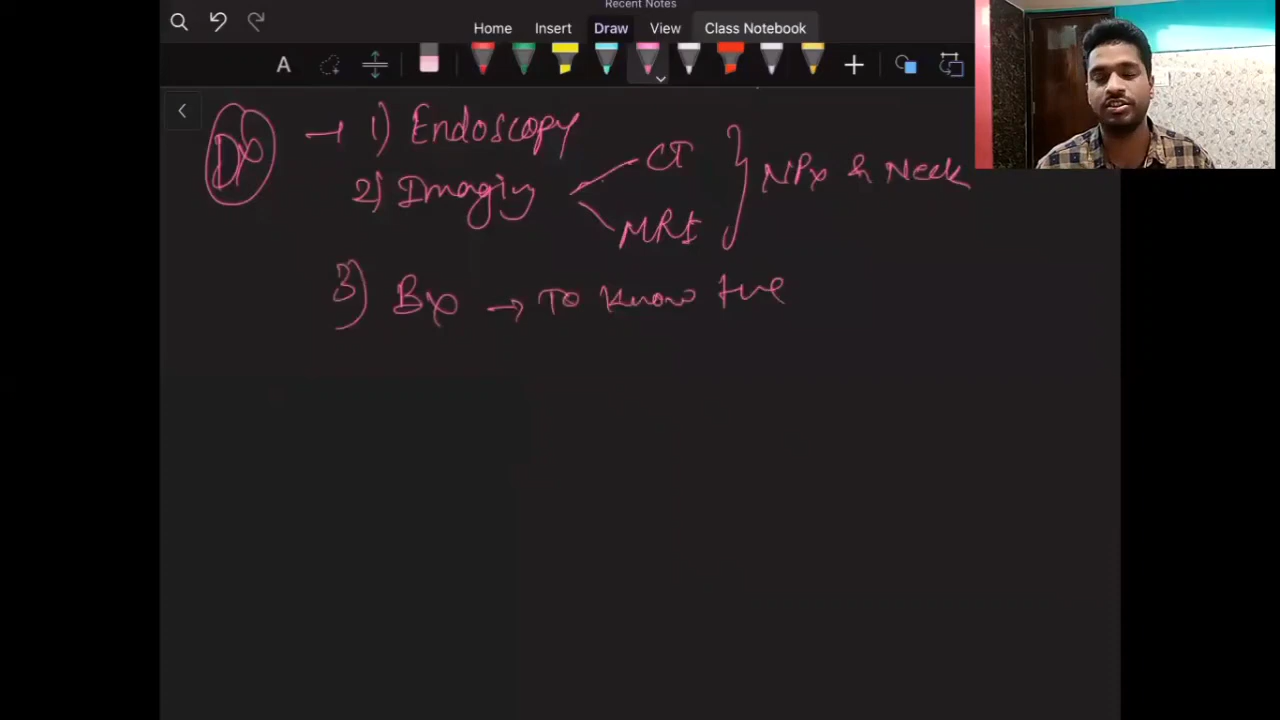 Recent Notes
Home Insert Draw View Class Notebook
A
Dx → 1) Endoscopy
2) Imaging CT MRI } NPx & Neck
3) Bx → To Know the